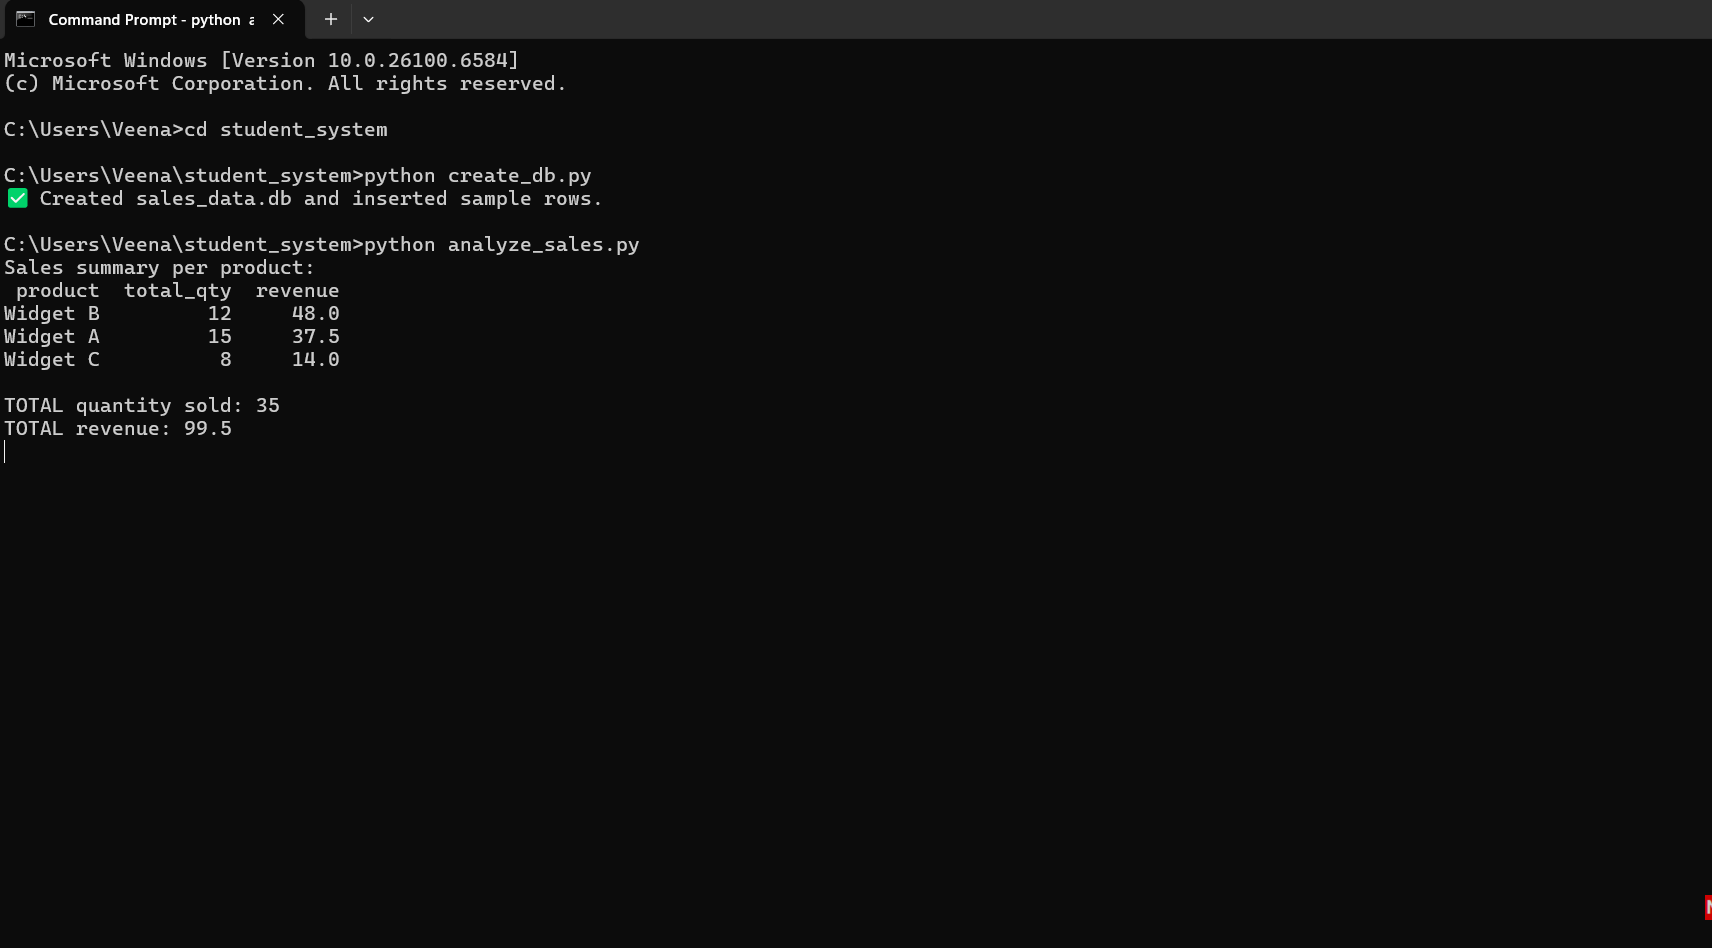 Command Prompt - python a
Microsoft Windows [Version 10.0.26100.6584]
(c) Microsoft Corporation. All rights reserved.
C:\Users\Veena>cd student_system
C:\Users\Veena\student_system>python create_db.py
✅ Created sales_data.db and inserted sample rows.
C:\Users\Veena\student_system>python analyze_sales.py
Sales summary per product:
product total_qty revenue
Widget B 12 48.0
Widget A 15 37.5
Widget C 8 14.0
TOTAL quantity sold: 35
TOTAL revenue: 99.5